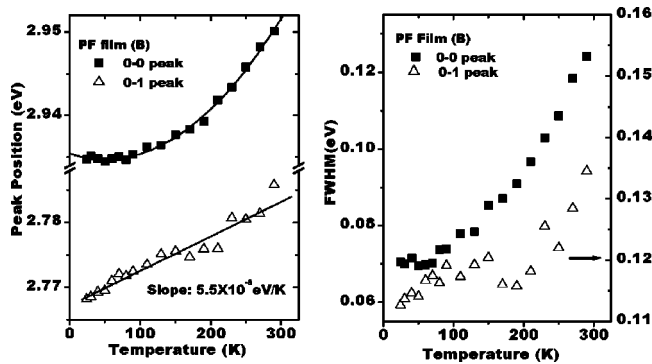 2.95
2.94
2.78
2.77
Peak Position (eV)
PF film (B)
0-0 peak
0-1 peak
Slope: 5.5X10⁻⁵eV/K
0 100 200 300
Temperature (K)
0.12
0.10
0.08
0.06
FWHM(eV)
PF Film (B)
0-0 peak
0-1 peak
0.16
0.15
0.14
0.13
0.12
0.11
0 100 200 300
Temperature (K)